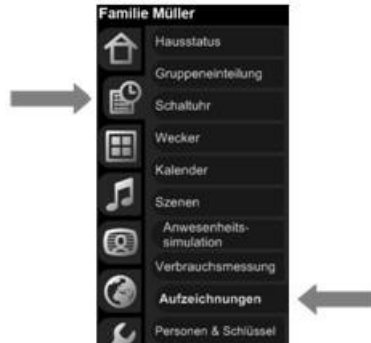 Familie Müller
Hausstatus
Gruppeneinteilung
Schaltuhr
Wecker
Kalender
Szenen
Anwesenheits-
simulation
Verbrauchsmessung
Aufzeichnungen
Personen & Schlüssel